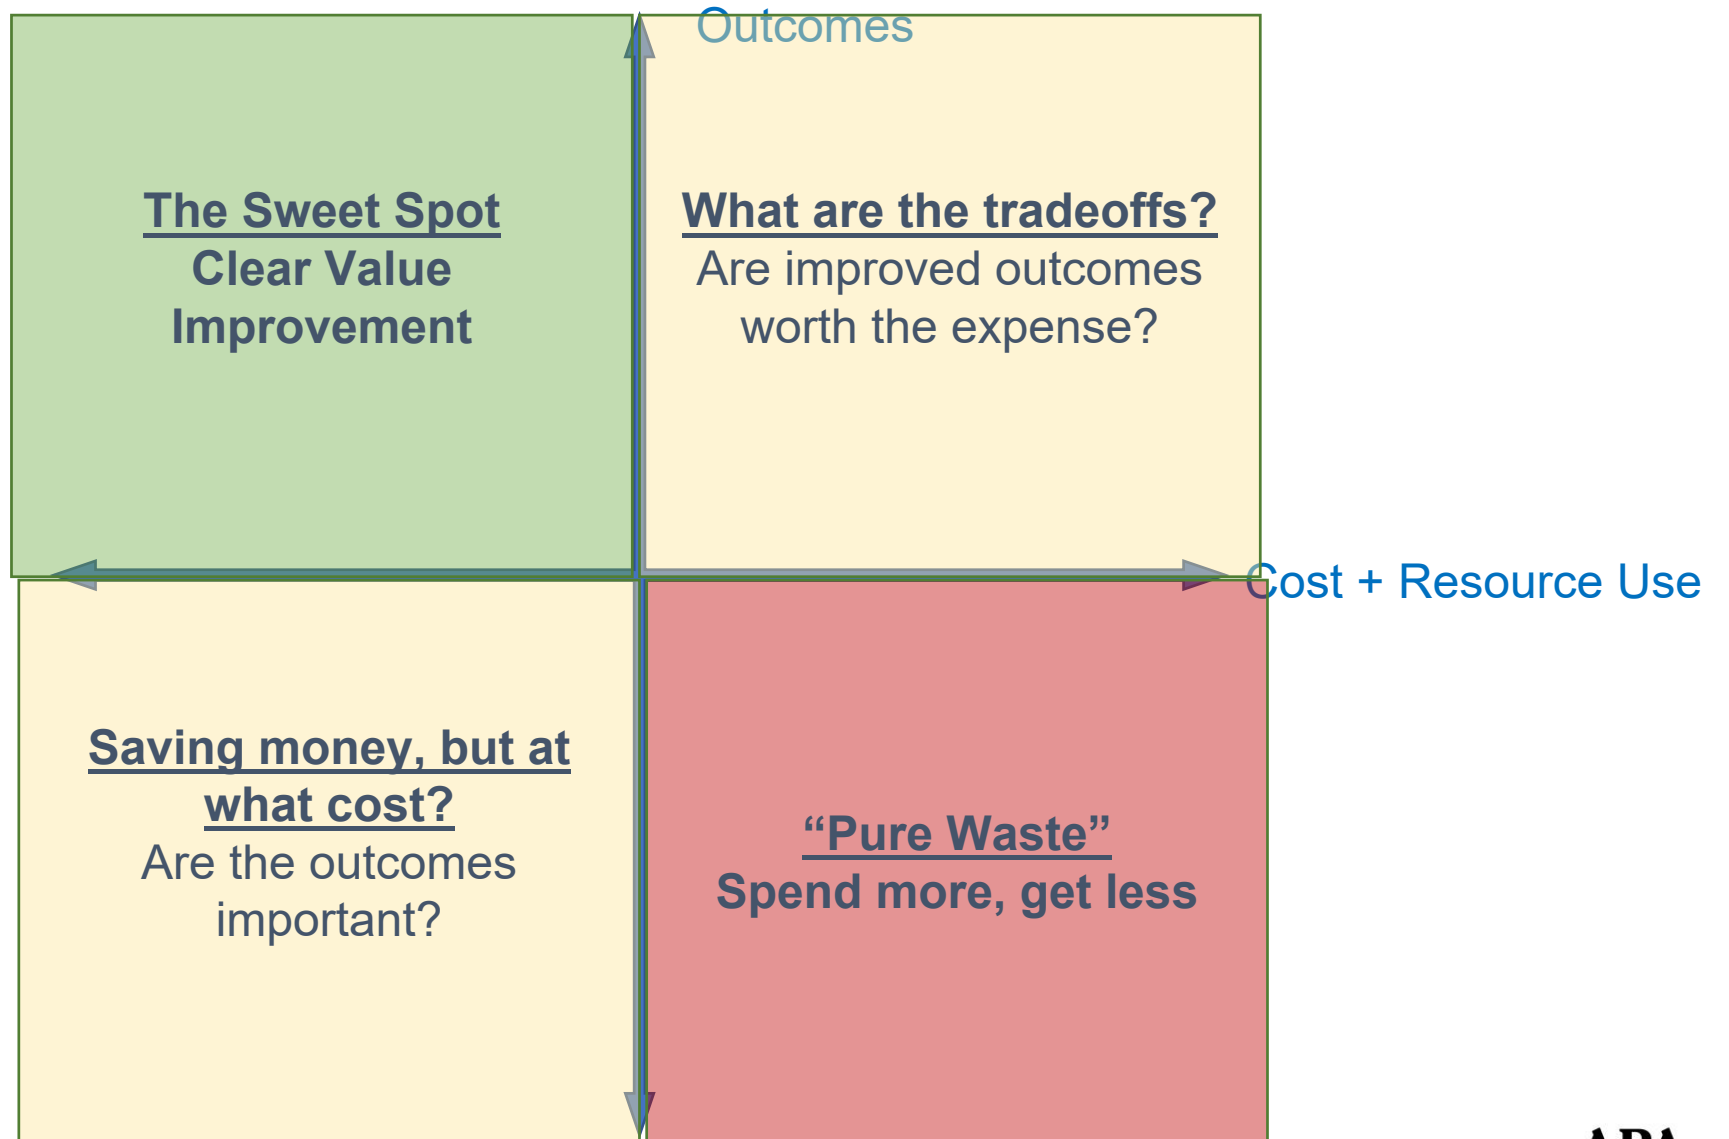 Outcomes
The Sweet Spot
Clear Value
Improvement
What are the tradeoffs?
Are improved outcomes
worth the expense?
Cost + Resource Use
Saving money, but at
what cost?
Are the outcomes
important?
“Pure Waste”
Spend more, get less